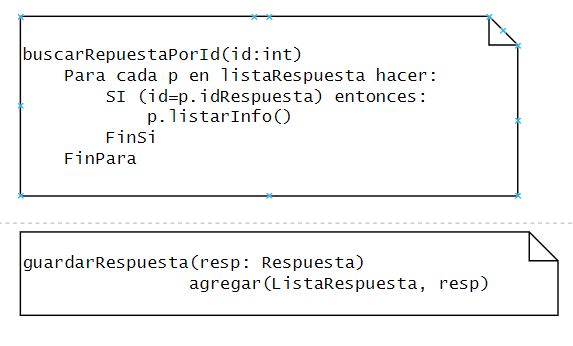 buscarRepuestaPorId(id:int)
Para cada p en listaRespuesta hacer:
SI (id=p.idRespuesta) entonces:
p.listarInfo()
FinSi
FinPara
guardarRespuesta(resp: Respuesta)
agregar(ListaRespuesta, resp)